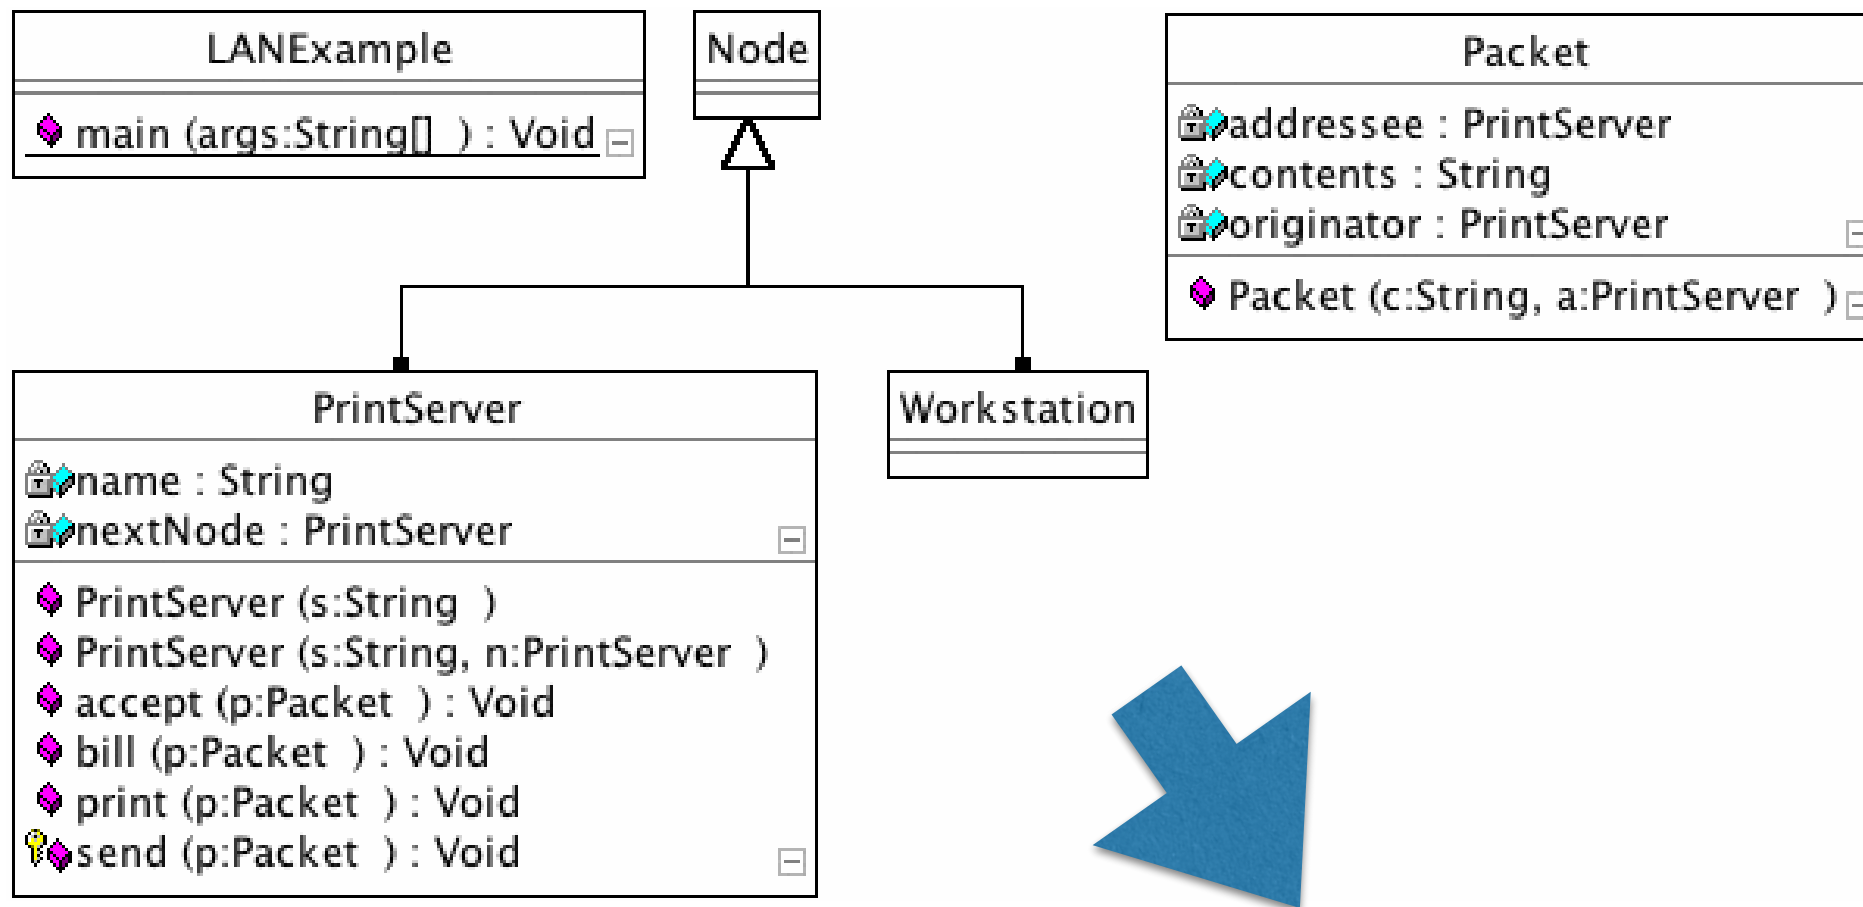 LANExample
main (args:String[] ) : Void
Node
Packet
addressee : PrintServer
contents : String
originator : PrintServer
Packet (c:String, a:PrintServer )
PrintServer
name : String
nextNode : PrintServer
PrintServer (s:String )
PrintServer (s:String, n:PrintServer )
accept (p:Packet ) : Void
bill (p:Packet ) : Void
print (p:Packet ) : Void
send (p:Packet ) : Void
Workstation